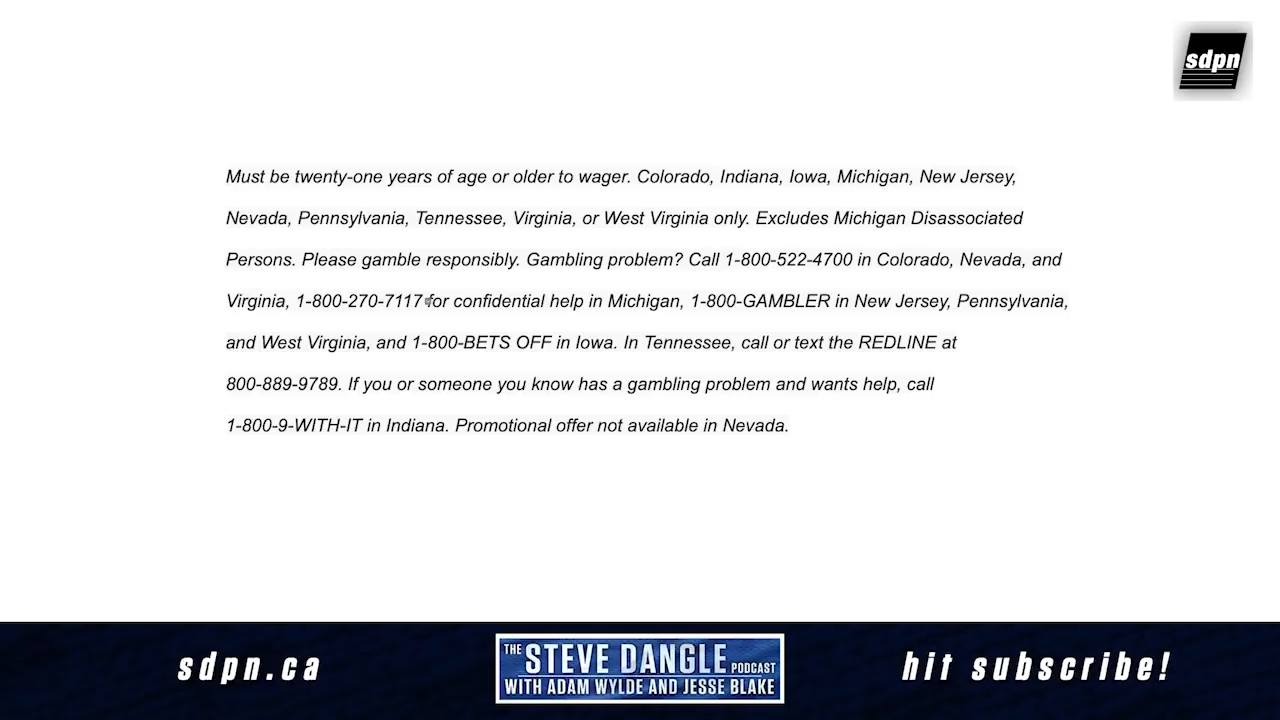 sdpn
Must be twenty-one years of age or older to wager. Colorado, Indiana, Iowa, Michigan, New Jersey,
Nevada, Pennsylvania, Tennessee, Virginia, or West Virginia only. Excludes Michigan Disassociated
Persons. Please gamble responsibly. Gambling problem? Call 1-800-522-4700 in Colorado, Nevada, and
Virginia, 1-800-270-7117 for confidential help in Michigan, 1-800-GAMBLER in New Jersey, Pennsylvania,
and West Virginia, and 1-800-BETS OFF in Iowa. In Tennessee, call or text the REDLINE at
800-889-9789. If you or someone you know has a gambling problem and wants help, call
1-800-9-WITH-IT in Indiana. Promotional offer not available in Nevada.
sdpn.ca
THE STEVE DANGLE PODCAST
WITH ADAM WYLDE AND JESSE BLAKE
hit subscribe!